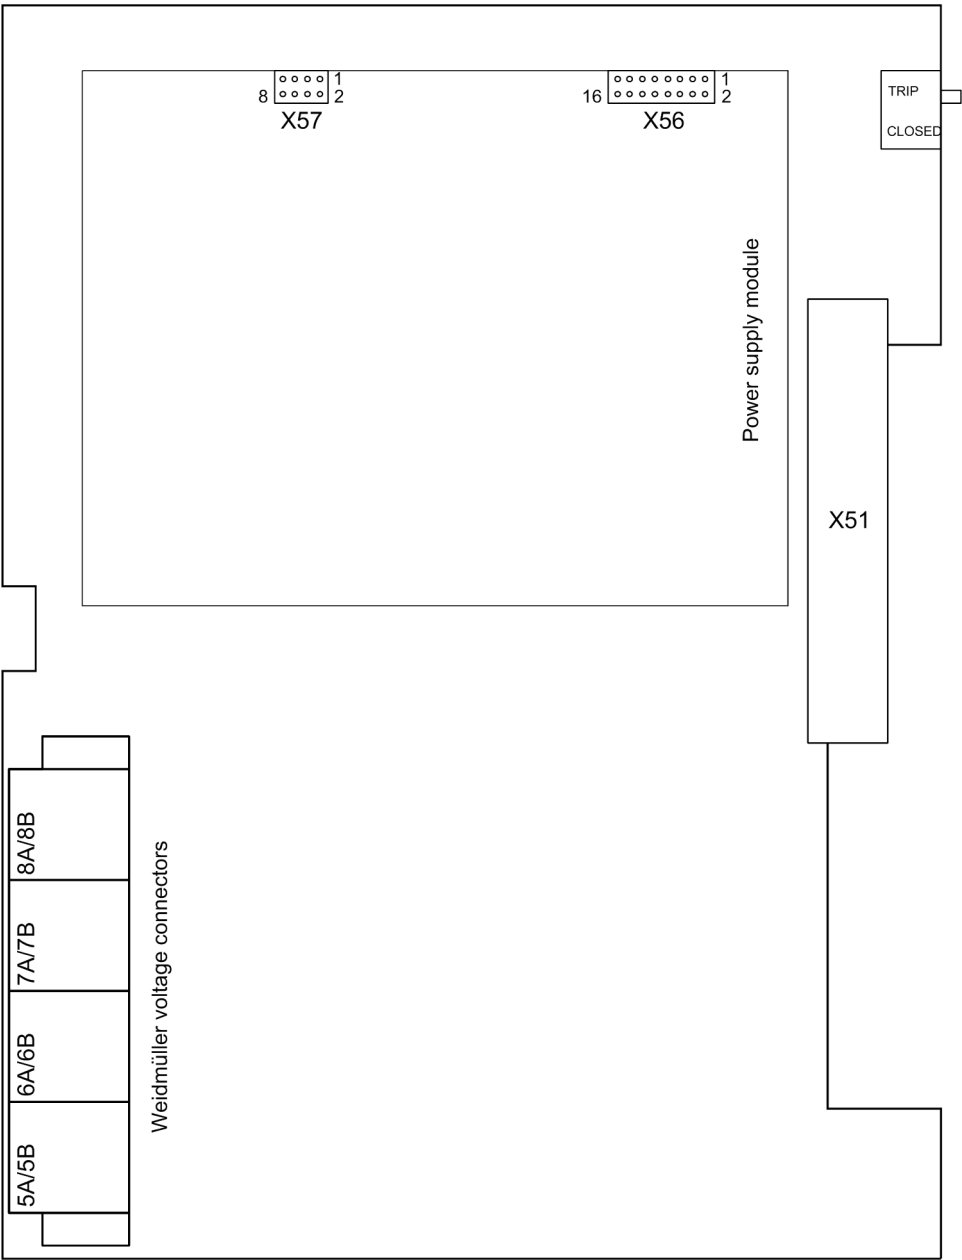 1
8 2
X57
1
16 2
X56
TRIP
CLOSED
Power supply module
X51
8A/8B
7A/7B
6A/6B
5A/5B
Weidmüller voltage connectors